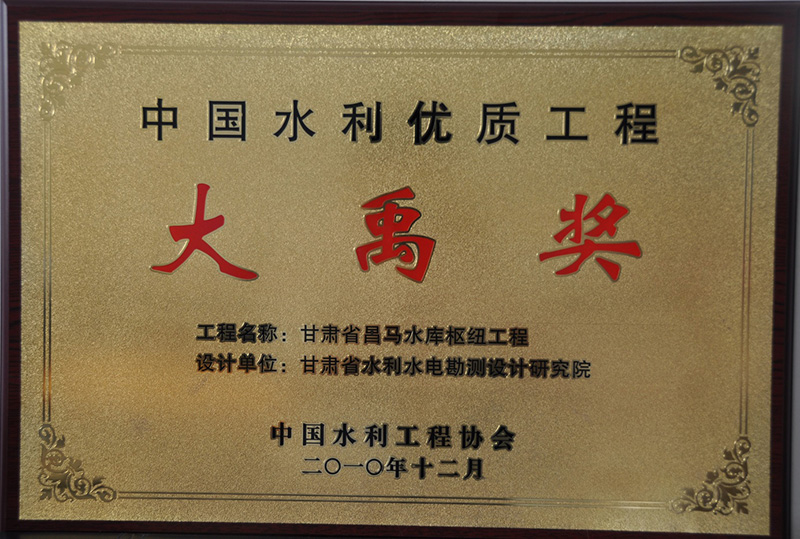 中国水利优质工程
大禹奖
工程名称：甘肃省昌马水库枢纽工程
设计单位：甘肃省水利水电勘测设计研究院
中国水利工程协会
二〇一〇年十二月